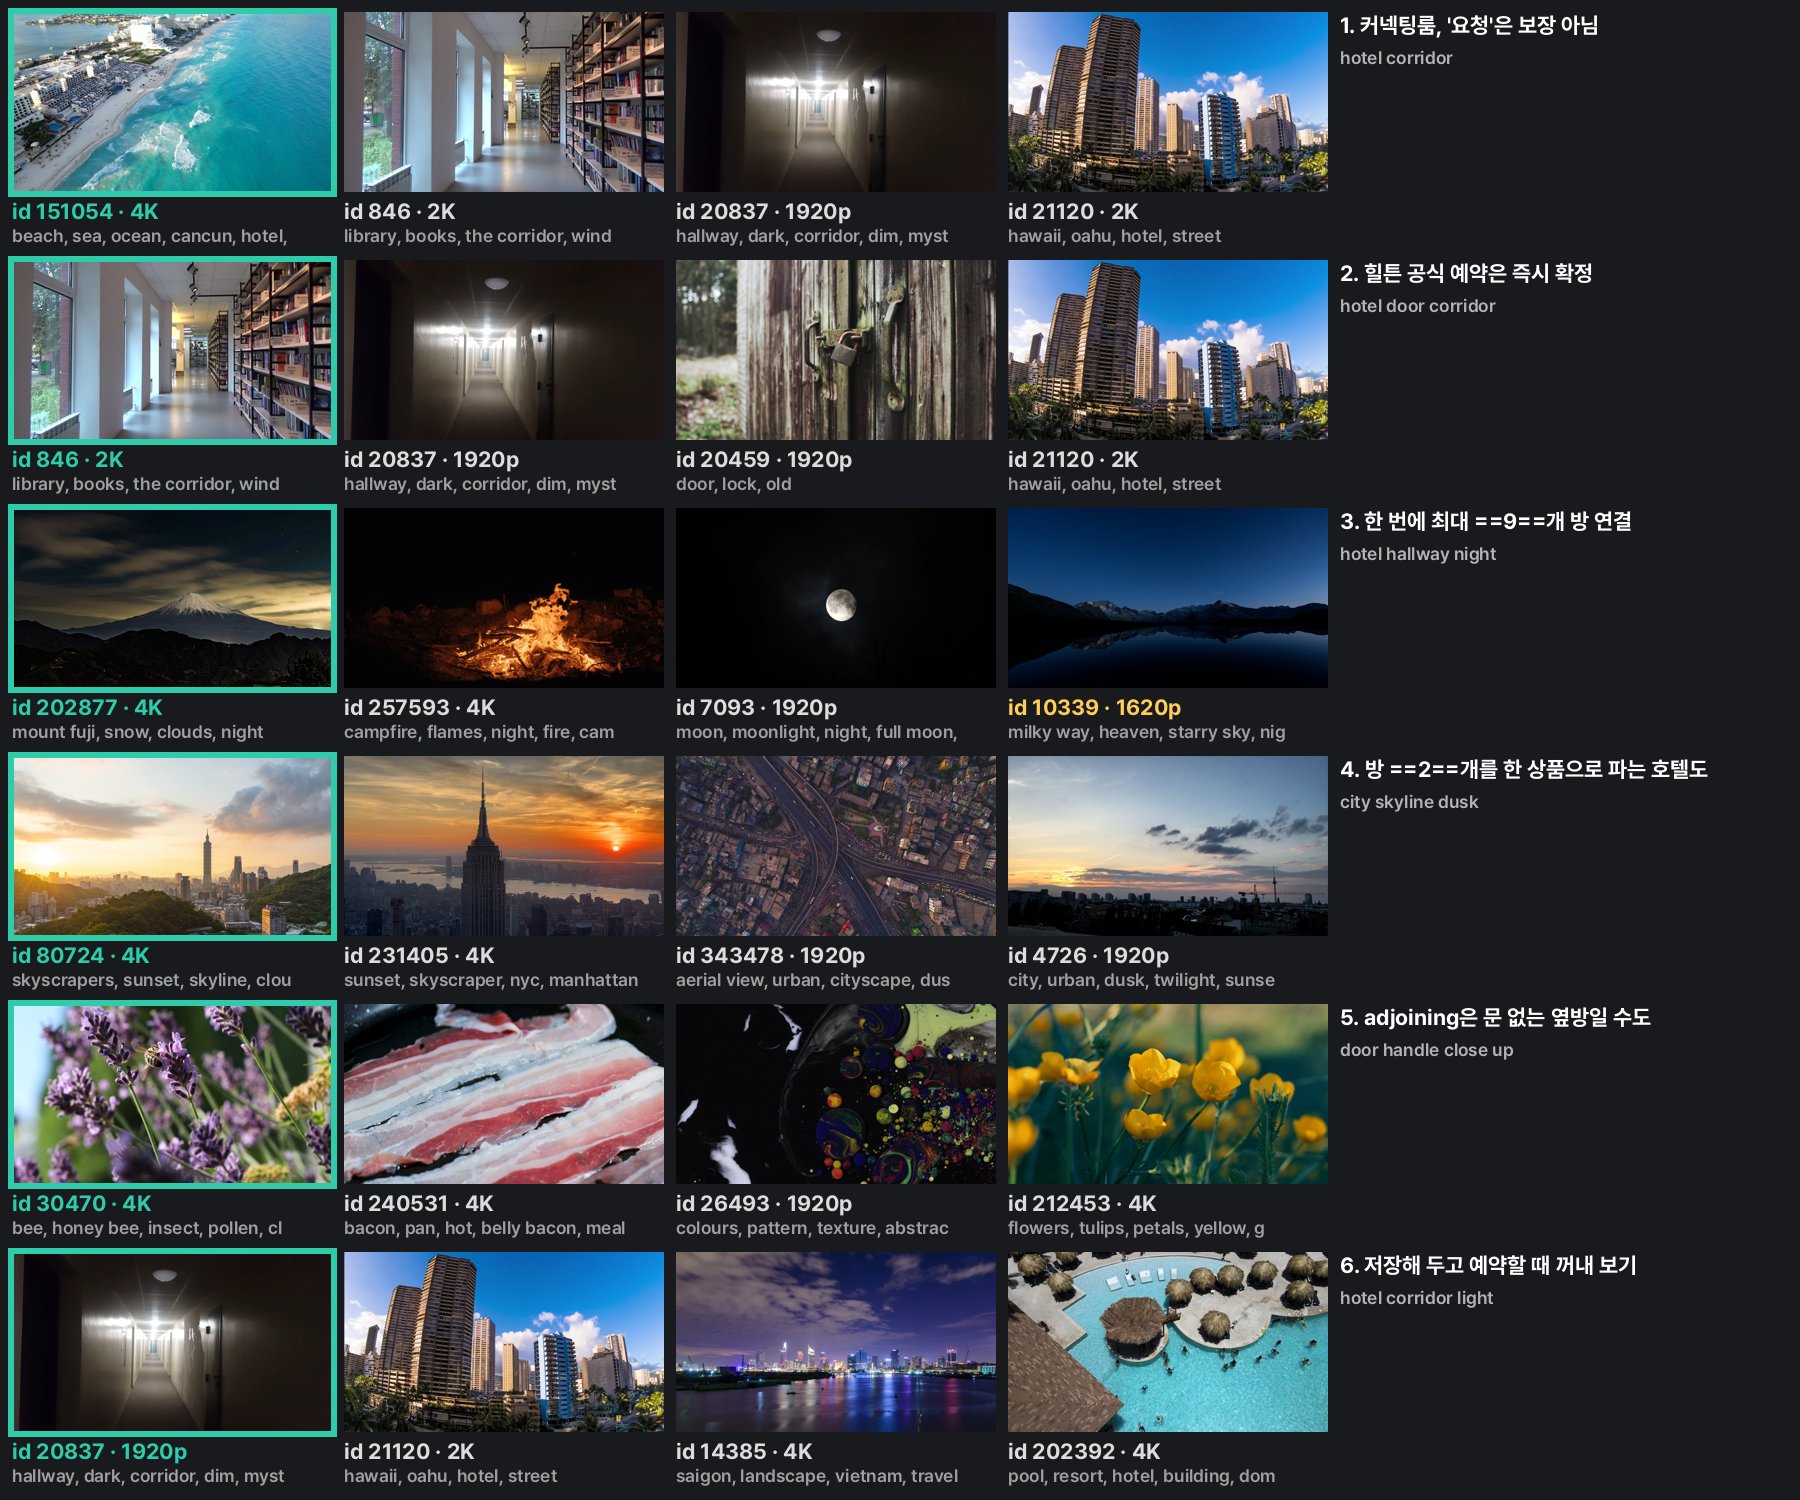 id 151054 · 4K
beach, sea, ocean, cancun, hotel,
id 846 · 2K
library, books, the corridor, wind
id 20837 · 1920p
hallway, dark, corridor, dim, myst
id 21120 · 2K
hawaii, oahu, hotel, street
1. 커넥팅룸, '요청'은 보장 아님
hotel corridor
id 846 · 2K
library, books, the corridor, wind
id 20837 · 1920p
hallway, dark, corridor, dim, myst
id 20459 · 1920p
door, lock, old
id 21120 · 2K
hawaii, oahu, hotel, street
2. 힐튼 공식 예약은 즉시 확정
hotel door corridor
id 202877 · 4K
mount fuji, snow, clouds, night
id 257593 · 4K
campfire, flames, night, fire, cam
id 7093 · 1920p
moon, moonlight, night, full moon,
id 10339 · 1620p
milky way, heaven, starry sky, nig
3. 한 번에 최대 ==9==개 방 연결
hotel hallway night
id 80724 · 4K
skyscrapers, sunset, skyline, clou
id 231405 · 4K
sunset, skyscraper, nyc, manhattan
id 343478 · 1920p
aerial view, urban, cityscape, dus
id 4726 · 1920p
city, urban, dusk, twilight, sunse
4. 방 ==2==개를 한 상품으로 파는 호텔도
city skyline dusk
id 30470 · 4K
bee, honey bee, insect, pollen, cl
id 240531 · 4K
bacon, pan, hot, belly bacon, meal
id 26493 · 1920p
colours, pattern, texture, abstrac
id 212453 · 4K
flowers, tulips, petals, yellow, g
5. adjoining은 문 없는 옆방일 수도
door handle close up
id 20837 · 1920p
hallway, dark, corridor, dim, myst
id 21120 · 2K
hawaii, oahu, hotel, street
id 14385 · 4K
saigon, landscape, vietnam, travel
id 202392 · 4K
pool, resort, hotel, building, dom
6. 저장해 두고 예약할 때 꺼내 보기
hotel corridor light